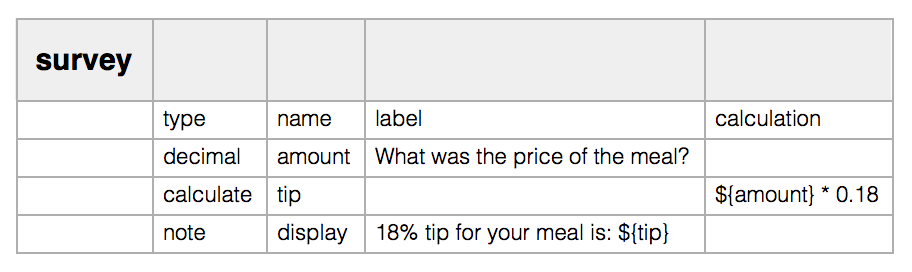 survey
type name label calculation
decimal amount What was the price of the meal?
calculate tip ${amount} * 0.18
note display 18% tip for your meal is: ${tip}